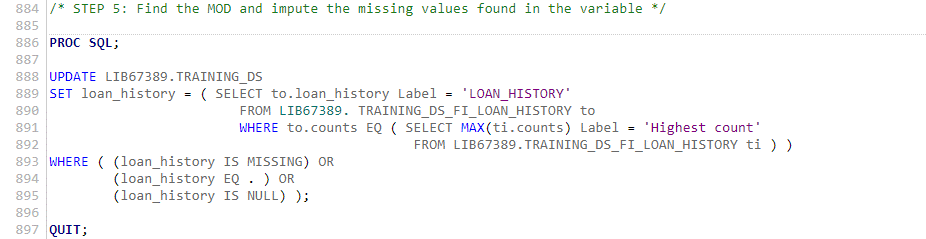 884 /* STEP 5: Find the MOD and impute the missing values found in the variable */
885
886 PROC SQL;
887
888 UPDATE LIB67389.TRAINING_DS
889 SET loan_history = ( SELECT to.loan_history Label = 'LOAN_HISTORY'
890 FROM LIB67389. TRAINING_DS_FI_LOAN_HISTORY to
891 WHERE to.counts EQ ( SELECT MAX(ti.counts) Label = 'Highest count'
892 FROM LIB67389.TRAINING_DS_FI_LOAN_HISTORY ti ) )
893 WHERE ( (loan_history IS MISSING) OR
894 (loan_history EQ . ) OR
895 (loan_history IS NULL) );
896
897 QUIT;